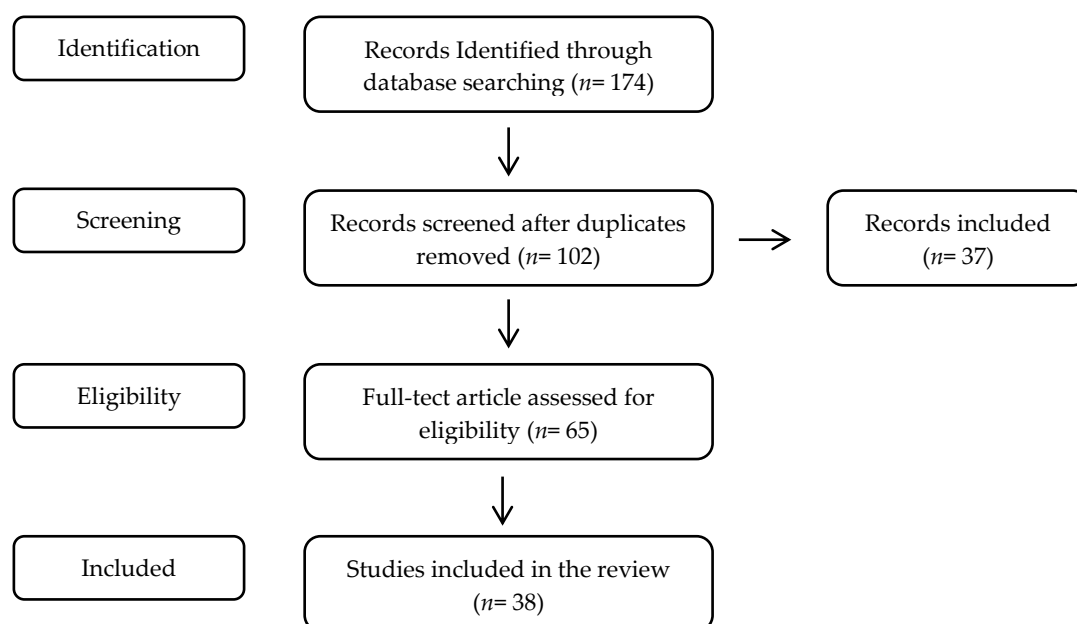 Identification
Records Identified through
database searching (n= 174)
Screening
Records screened after duplicates
removed (n= 102)
Records included
(n= 37)
Eligibility
Full-tect article assessed for
eligibility (n= 65)
Included
Studies included in the review
(n= 38)